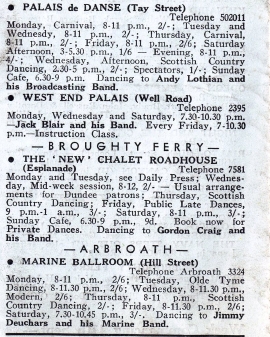 ● PALAIS de DANSE (Tay Street)
Telephone 502011
Monday, Carnival, 8-11 p.m., 2/-; Tuesday and
Wednesday, 8-11 p.m., 2/-; Thursday, Carnival,
8-11 p.m., 2/-; Friday, 8-11 p.m., 2/6; Saturday
Afternoon, 3-5.30 p.m., 1/6 — Evening, 8-11 p.m.,
4/-; Wednesday, Afternoon, Scottish Country
Dancing, 2.30-5 p.m., 2/-; Spectators, 1/-; Sunday
Cafe, 6.30-9 p.m. Dancing to Andy Lothian and
his Broadcasting Band.
● WEST END PALAIS (Well Road)
Telephone 2395
Monday, Wednesday and Saturday, 7.30-10.30 p.m.
—Jack Blair and his Band. Every Friday, 7-10.30
p.m.—Instruction Class.
—BROUGHTY FERRY—
● THE 'NEW' CHALET ROADHOUSE
(Esplanade) Telephone 7581
Monday and Tuesday, see Daily Press; Wednes-
day, Mid-week session, 8-12, 2/- — Usual arrange-
ments for Dundee patrons; Thursday, Scottish
Country Dancing; Friday, Public Late Dances,
9 p.m.-1 a.m., 3/-; Saturday, 8-11 p.m., 3/-;
Sunday Cafe, 6.30-9 p.m., 9d. Book now for
Private Dances. Dancing to Gordon Craig and
his Band.
—ARBROATH—
● MARINE BALLROOM (Hill Street)
Telephone Arbroath 3324
Monday, 8-11 p.m., 2/6; Tuesday, Olde Tyme
Dancing, 8-11.30 p.m., 2/6; Wednesday, 8-11.30 p.m.,
Modern, 2/6; Thursday, 8-11 p.m., Scottish
Country Dancing, 2/-; Friday, 8-11.30 p.m., 2/6;
Saturday, 7.30-10.45 p.m., 3/-. Dancing to Jimmy
Deuchars and his Marine Band.